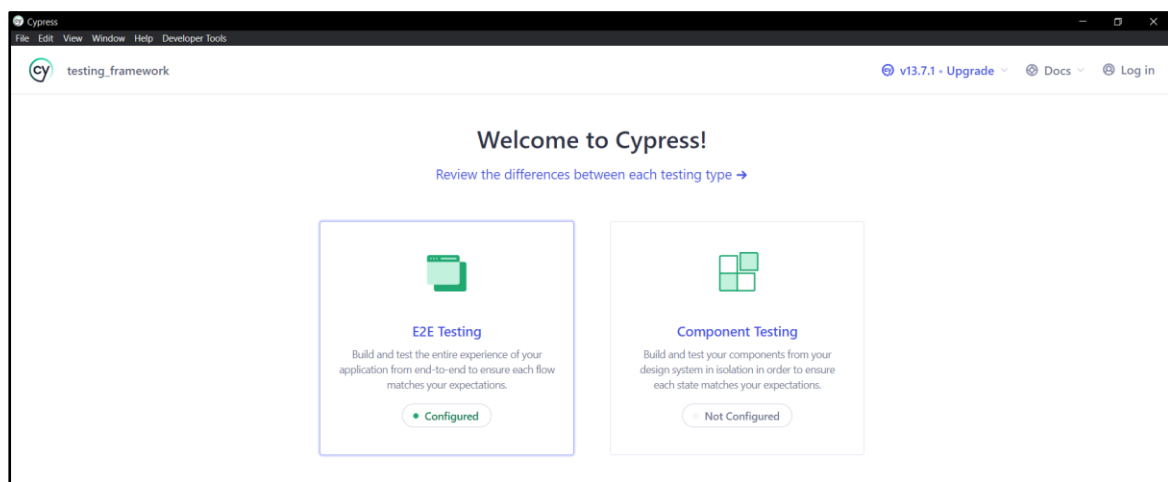 Cypress
File Edit View Window Help Developer Tools
cy testing_framework
cy v13.7.1 • Upgrade Docs Log in
Welcome to Cypress!
Review the differences between each testing type →
E2E Testing
Build and test the entire experience of your
application from end-to-end to ensure each flow
matches your expectations.
• Configured
Component Testing
Build and test your components from your
design system in isolation in order to ensure
each state matches your expectations.
Not Configured